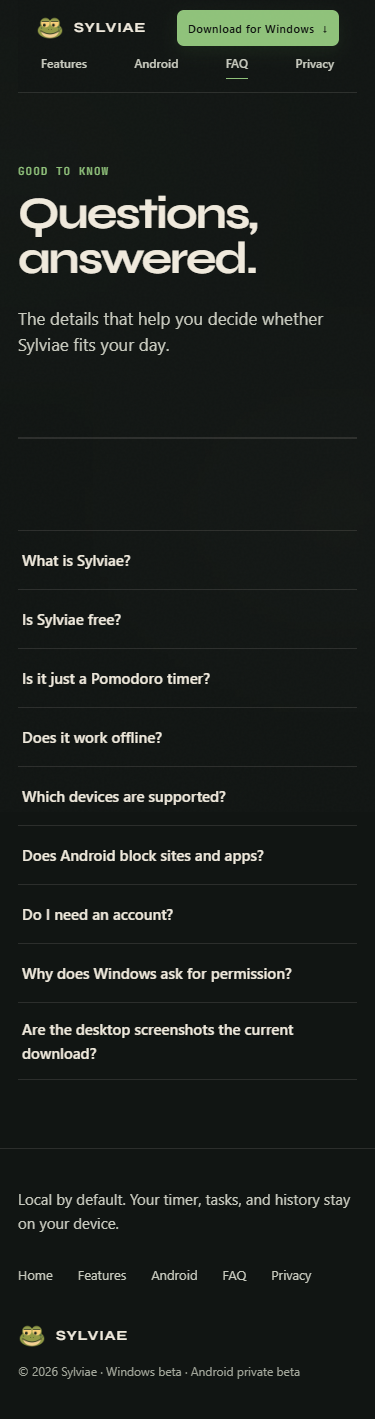 SYLVIAE
Download for Windows ↓
Features Android FAQ Privacy
GOOD TO KNOW
Questions,
answered.
The details that help you decide whether
Sylviae fits your day.
What is Sylviae?
Is Sylviae free?
Is it just a Pomodoro timer?
Does it work offline?
Which devices are supported?
Does Android block sites and apps?
Do I need an account?
Why does Windows ask for permission?
Are the desktop screenshots the current
download?
Local by default. Your timer, tasks, and history stay
on your device.
Home Features Android FAQ Privacy
SYLVIAE
© 2026 Sylviae · Windows beta · Android private beta